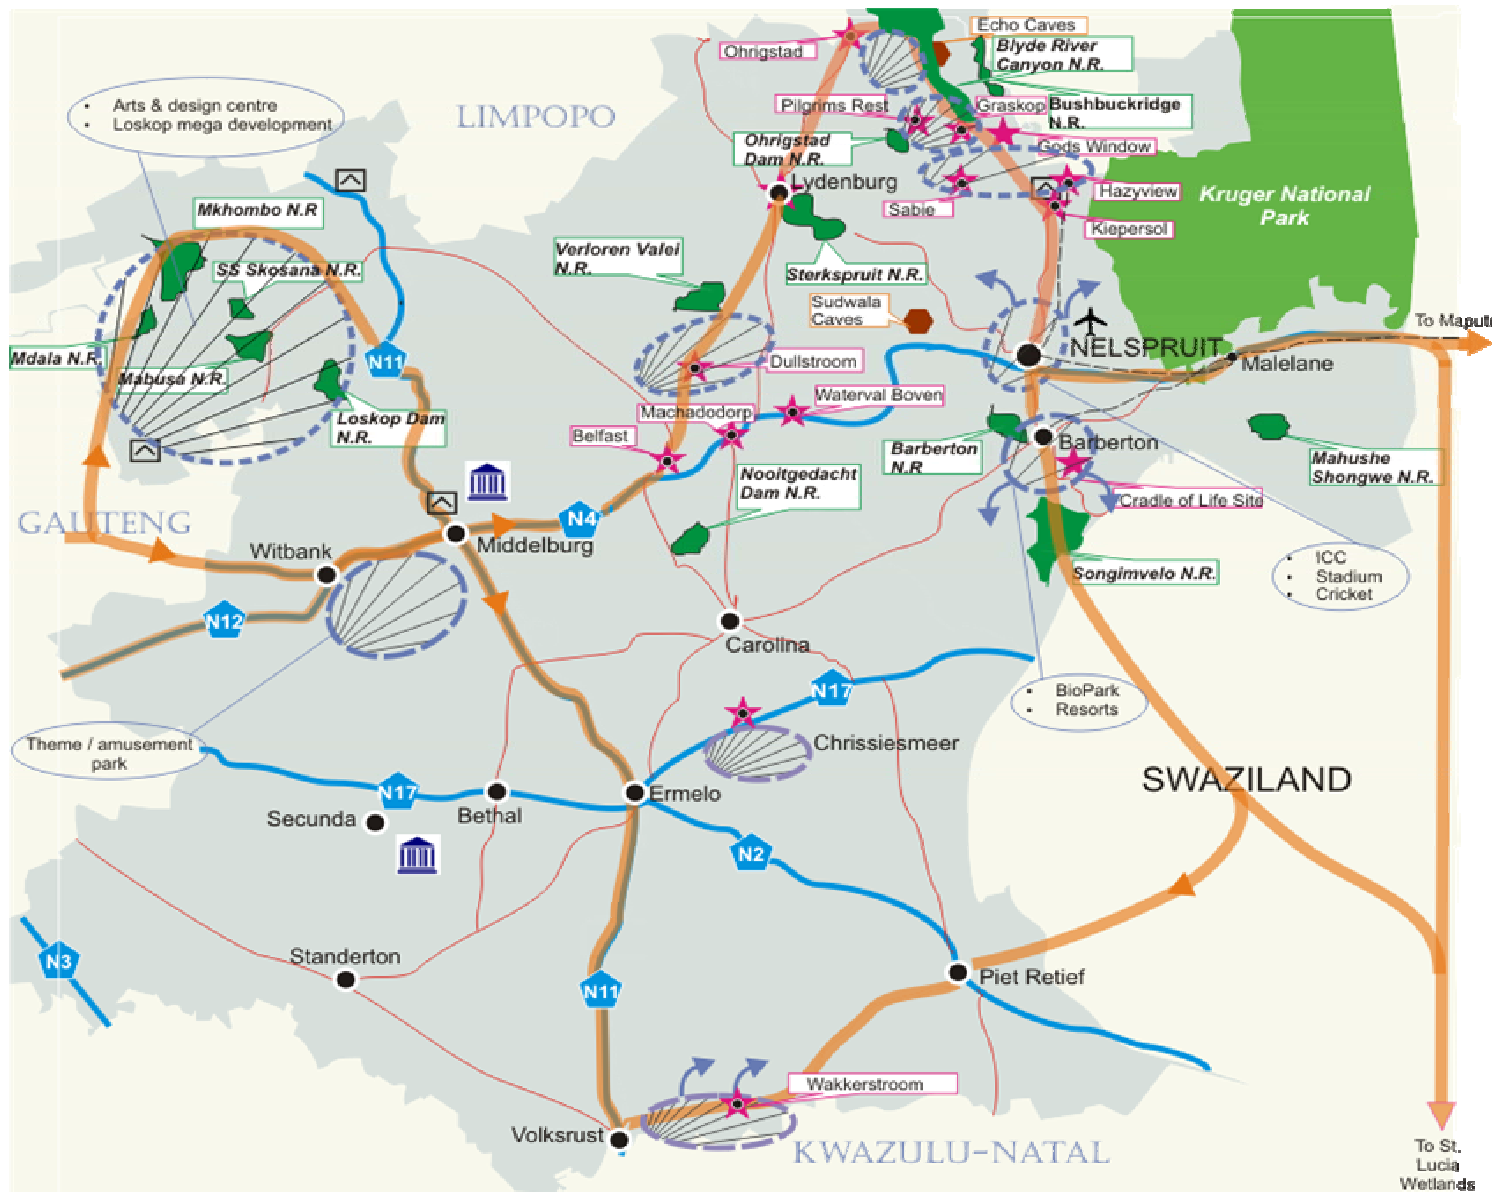 Echo Caves
Ohrigstad
Blyde River
Canyon N.R.
• Arts & design centre
• Loskop mega development
LIMPOPO
Pilgrims Rest
Graskop
Bushbuckridge
N.R.
Ohrigstad
Dam N.R.
Gods Window
Lydenburg
Hazyview
Kruger National
Park
Mkhombo N.R
Sabie
Kiepersol
Verloren Valei
N.R.
SS Skosana N.R.
Sterkspruit N.R.
Sudwala
Caves
To Maputo
Mdala N.R.
N11
NELSPRUIT
Malelane
Dullstroom
Mabusa N.R.
Waterval Boven
Machadodorp
Loskop Dam
N.R.
Belfast
Barberton
N.R
Barberton
Mahushe
Shongwe N.R.
Nooitgedacht
Dam N.R.
Cradle of Life Site
GAUTENG
N4
Witbank
Middelburg
• ICC
• Stadium
• Cricket
Songimvelo N.R.
N12
Carolina
N17
• BioPark
• Resorts
Theme / amusement
park
Chrissiesmeer
SWAZILAND
N17
Ermelo
Secunda
Bethal
N2
N3
Standerton
Piet Retief
N11
Wakkerstroom
Volksrust
KWAZULU-NATAL
To St.
Lucia
Wetlands